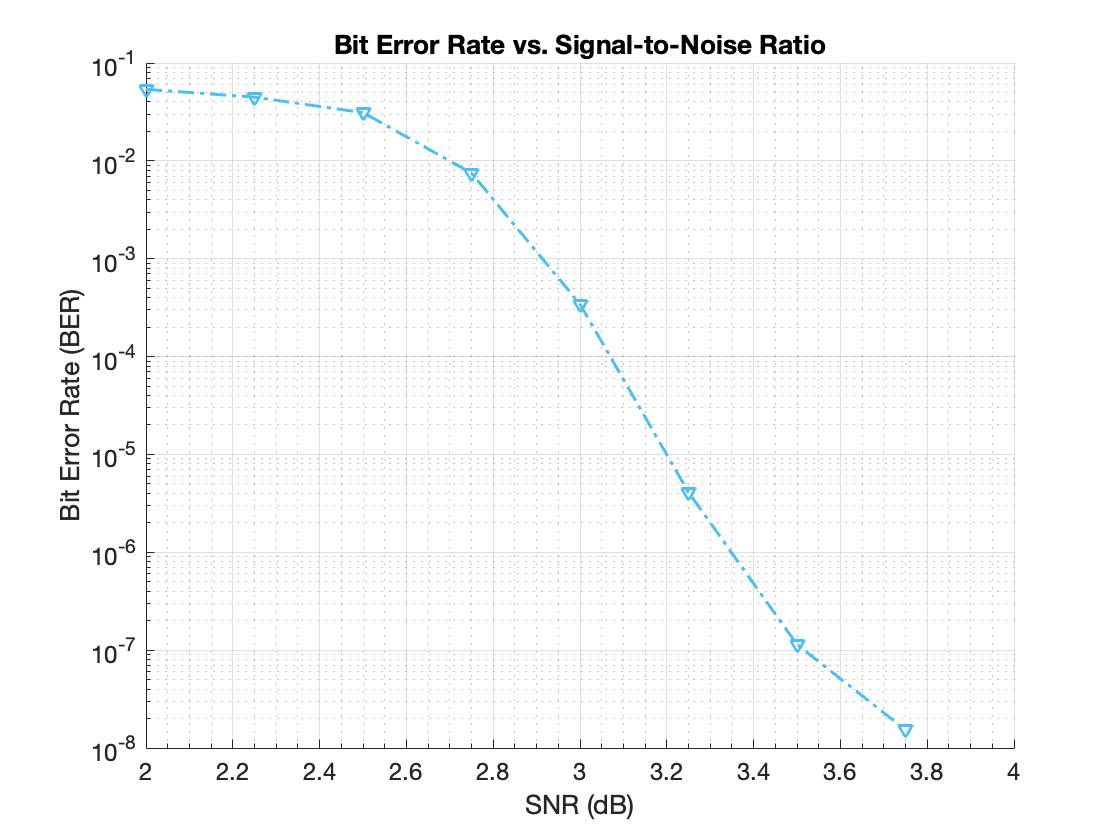 Bit Error Rate vs. Signal-to-Noise Ratio
10^-1
10^-2
10^-3
10^-4
10^-5
10^-6
10^-7
10^-8
Bit Error Rate (BER)
2 2.2 2.4 2.6 2.8 3 3.2 3.4 3.6 3.8 4
SNR (dB)